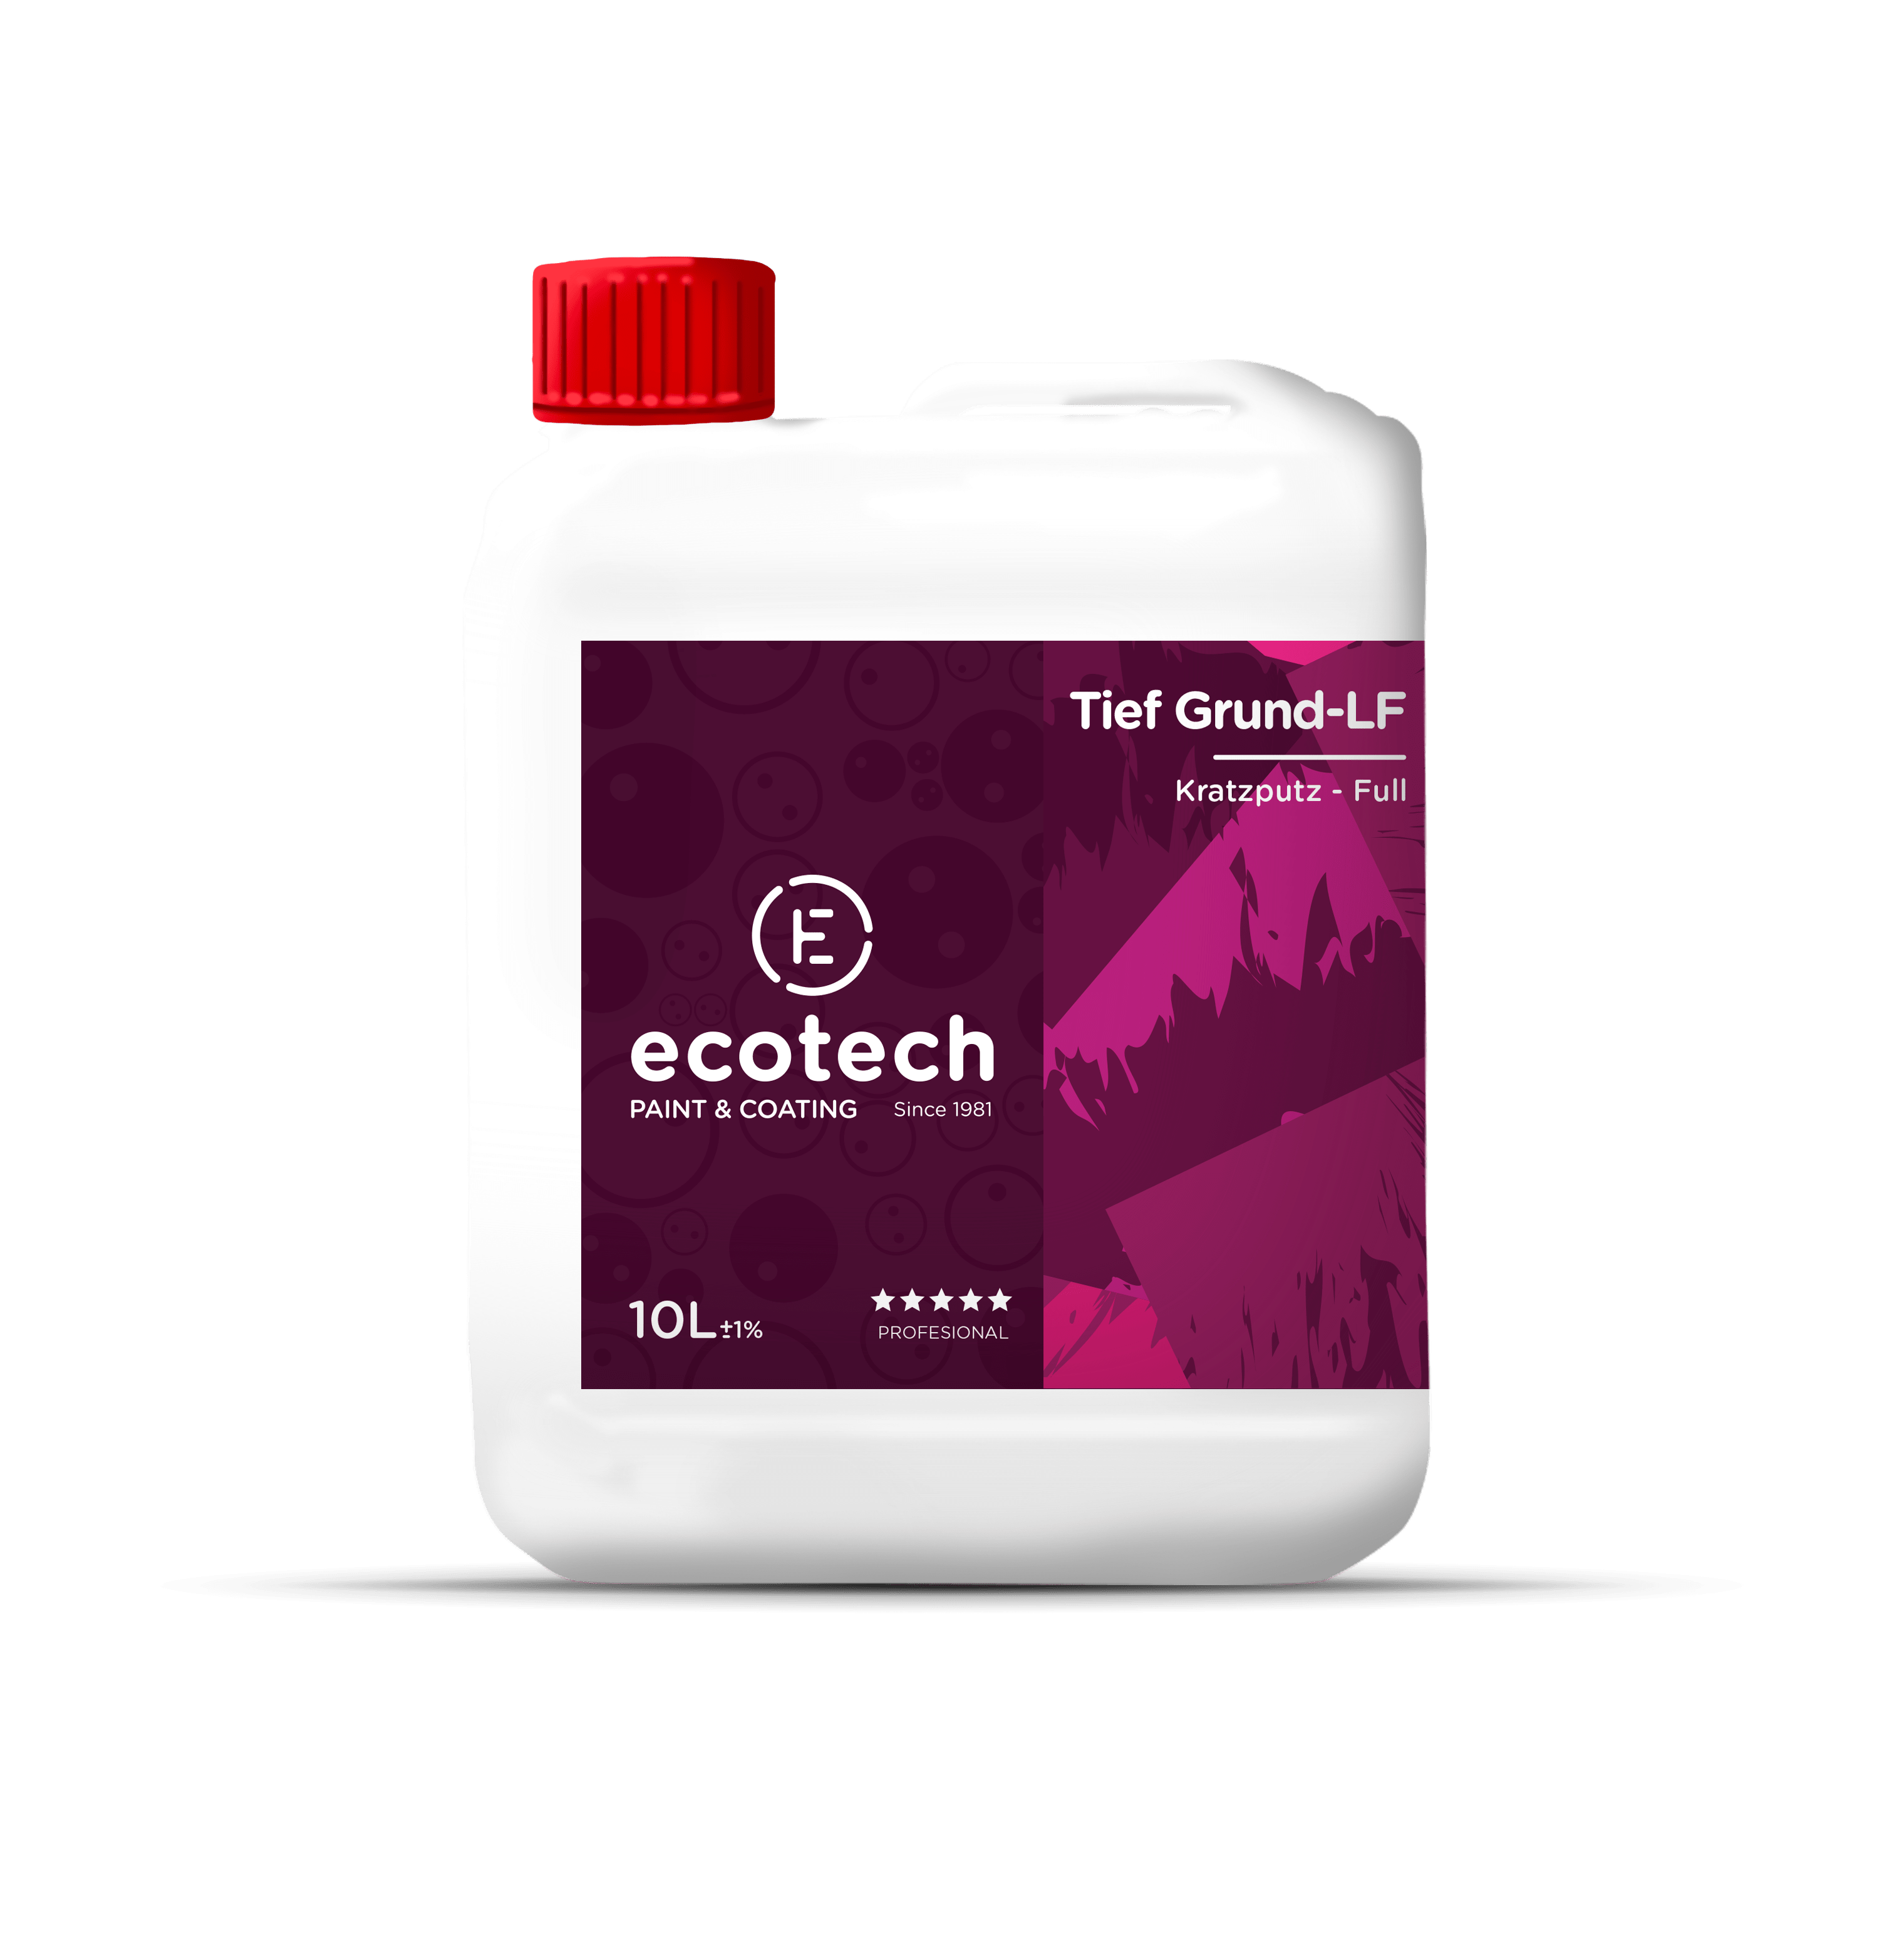 Tief Grund-LF
Kratzputz - Full
E
ecotech
PAINT & COATING Since 1981
10L±1%
PROFESIONAL